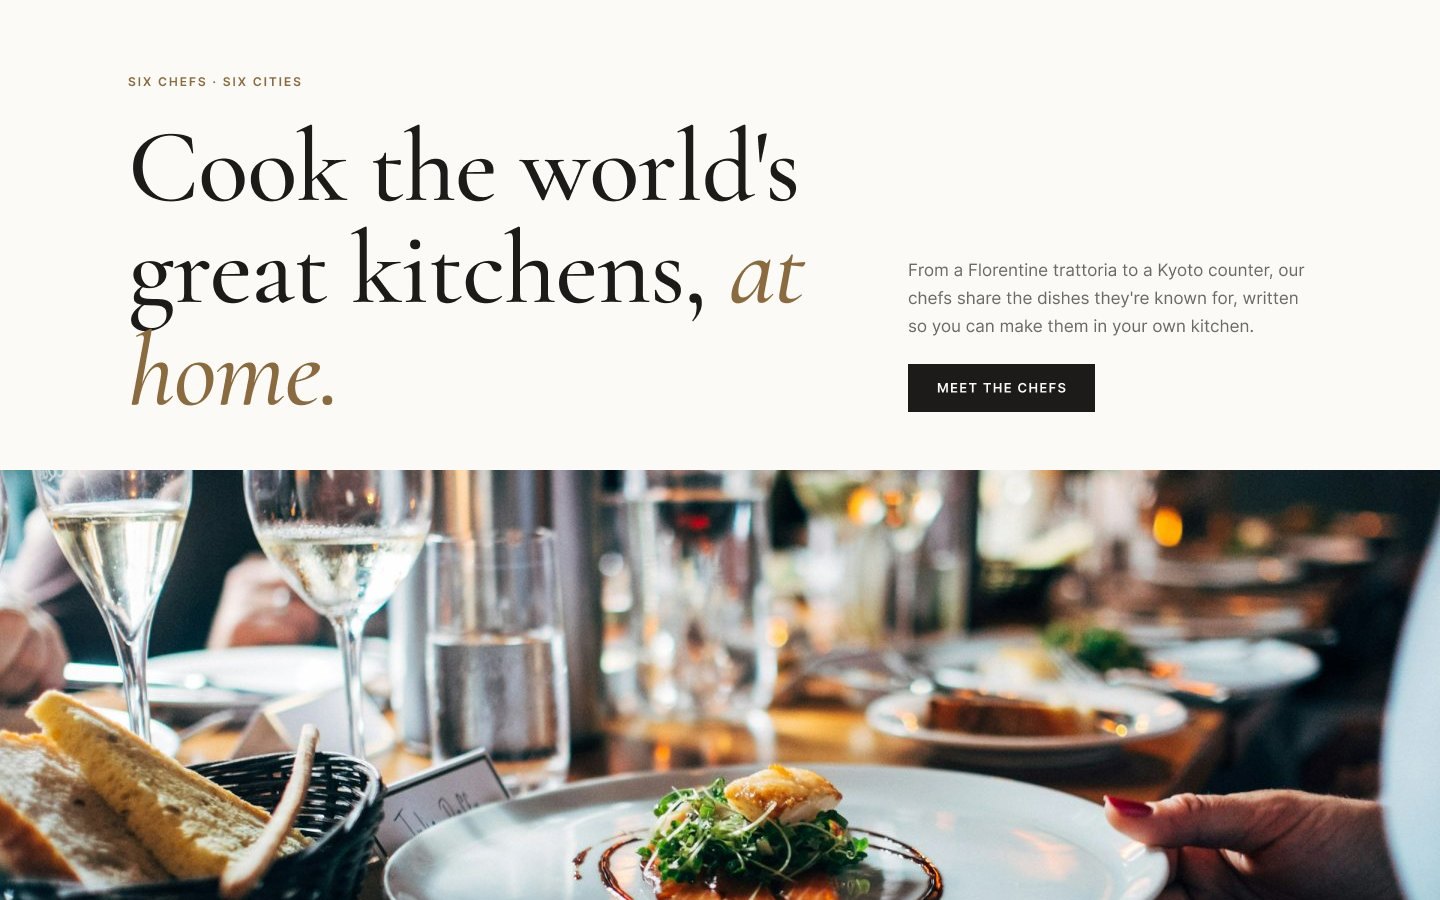 SIX CHEFS · SIX CITIES
Cook the world's
great kitchens, at
home.
From a Florentine trattoria to a Kyoto counter, our
chefs share the dishes they're known for, written
so you can make them in your own kitchen.
MEET THE CHEFS